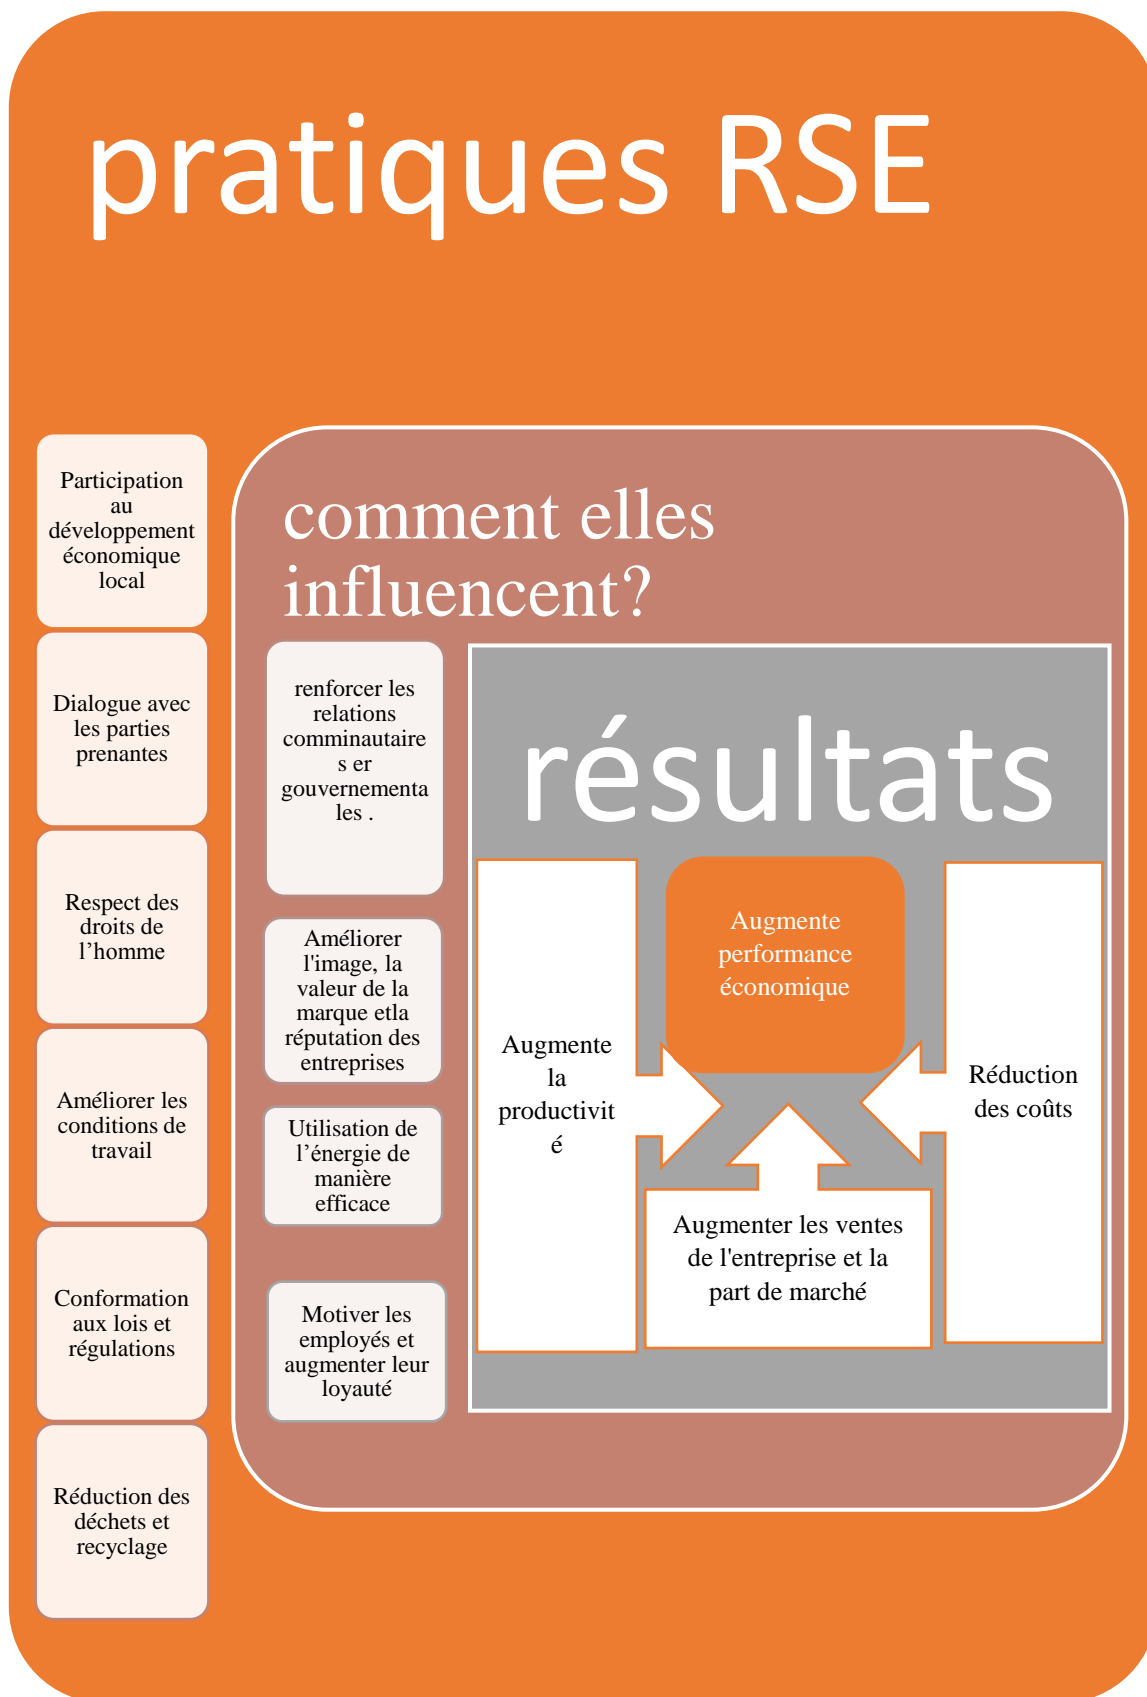 pratiques RSE
Participation
au
développement
économique
local
Dialogue avec
les parties
prenantes
Respect des
droits de
l’homme
Améliorer les
conditions de
travail
Conformation
aux lois et
régulations
Réduction des
déchets et
recyclage
comment elles
influencent?
renforcer les
relations
comminautaire
s er
gouvernementa
les .
Améliorer
l'image, la
valeur de la
marque etla
réputation des
entreprises
Utilisation de
l’énergie de
manière
efficace
Motiver les
employés et
augmenter leur
loyauté
résultats
Augmente
la
productivit
é
Augmente
performance
économique
Augmenter les ventes
de l'entreprise et la
part de marché
Réduction
des coûts